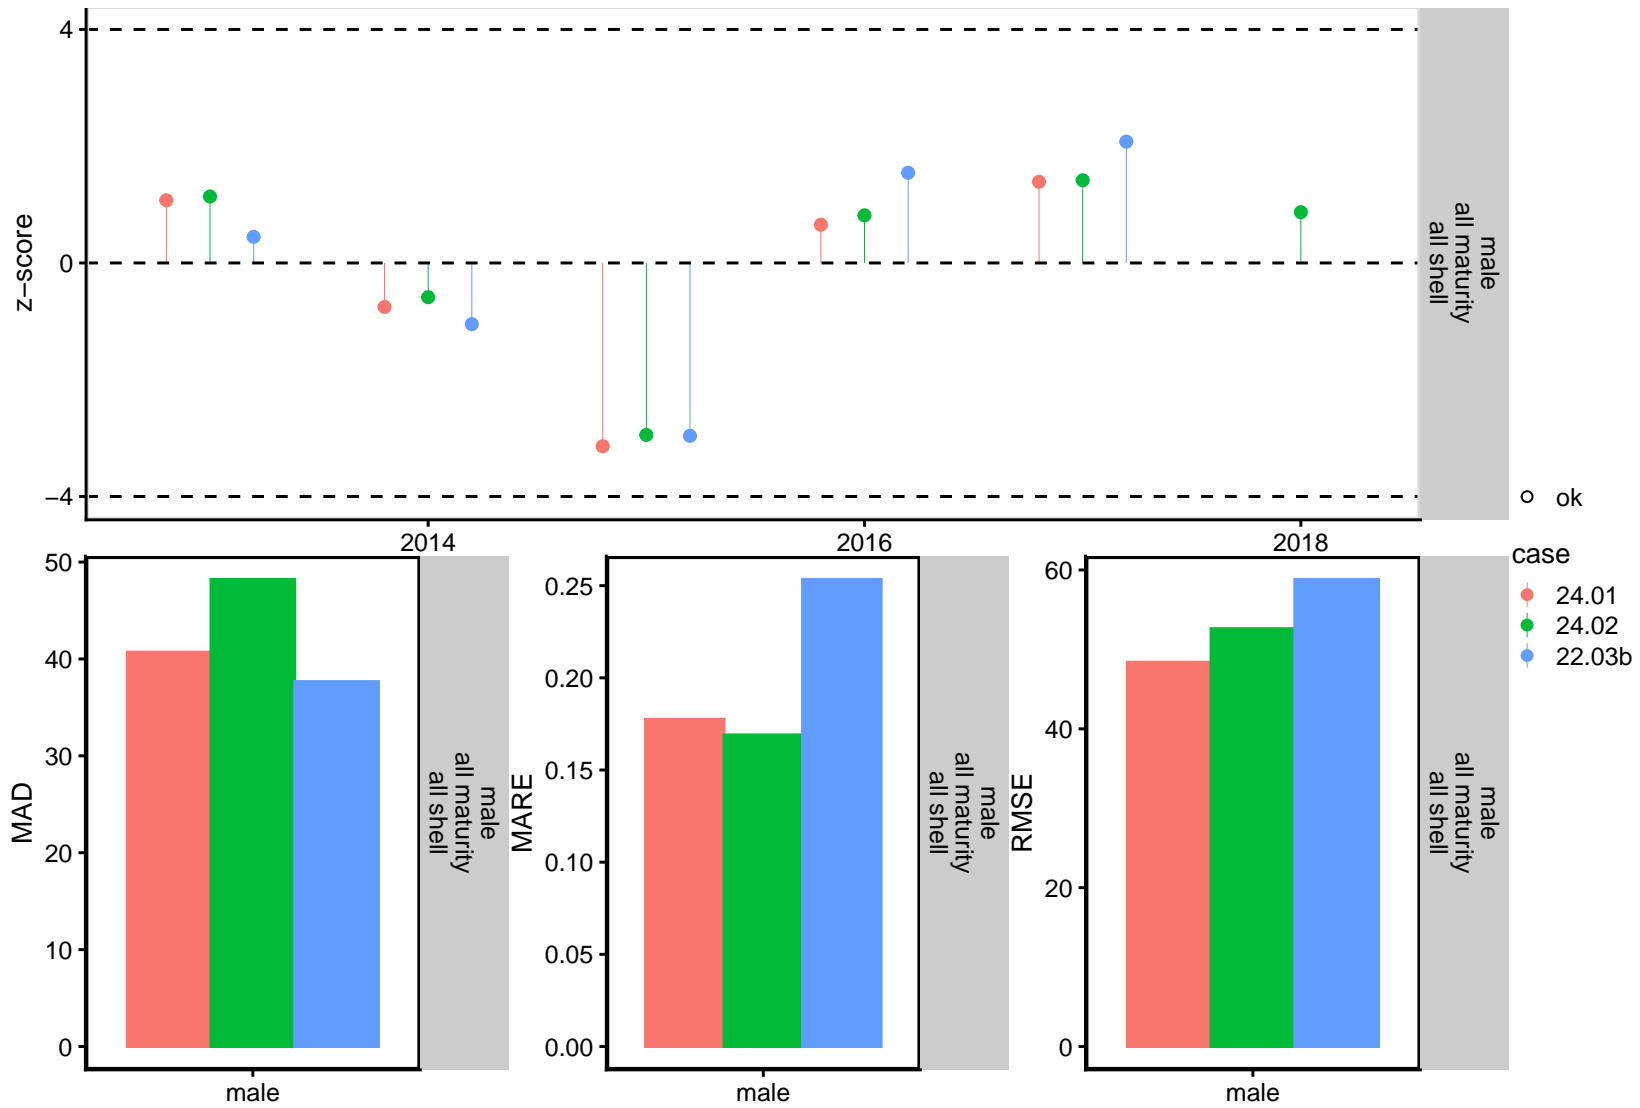 4
0
−4
z−score
male
all maturity
all shell
2014
2016
2018
ok
case
24.01
24.02
22.03b
50
40
30
20
10
0
MAD
male
male
all maturity
all shell
0.25
0.20
0.15
0.10
0.05
0.00
MARE
male
male
all maturity
all shell
60
40
20
0
RMSE
male
male
all maturity
all shell